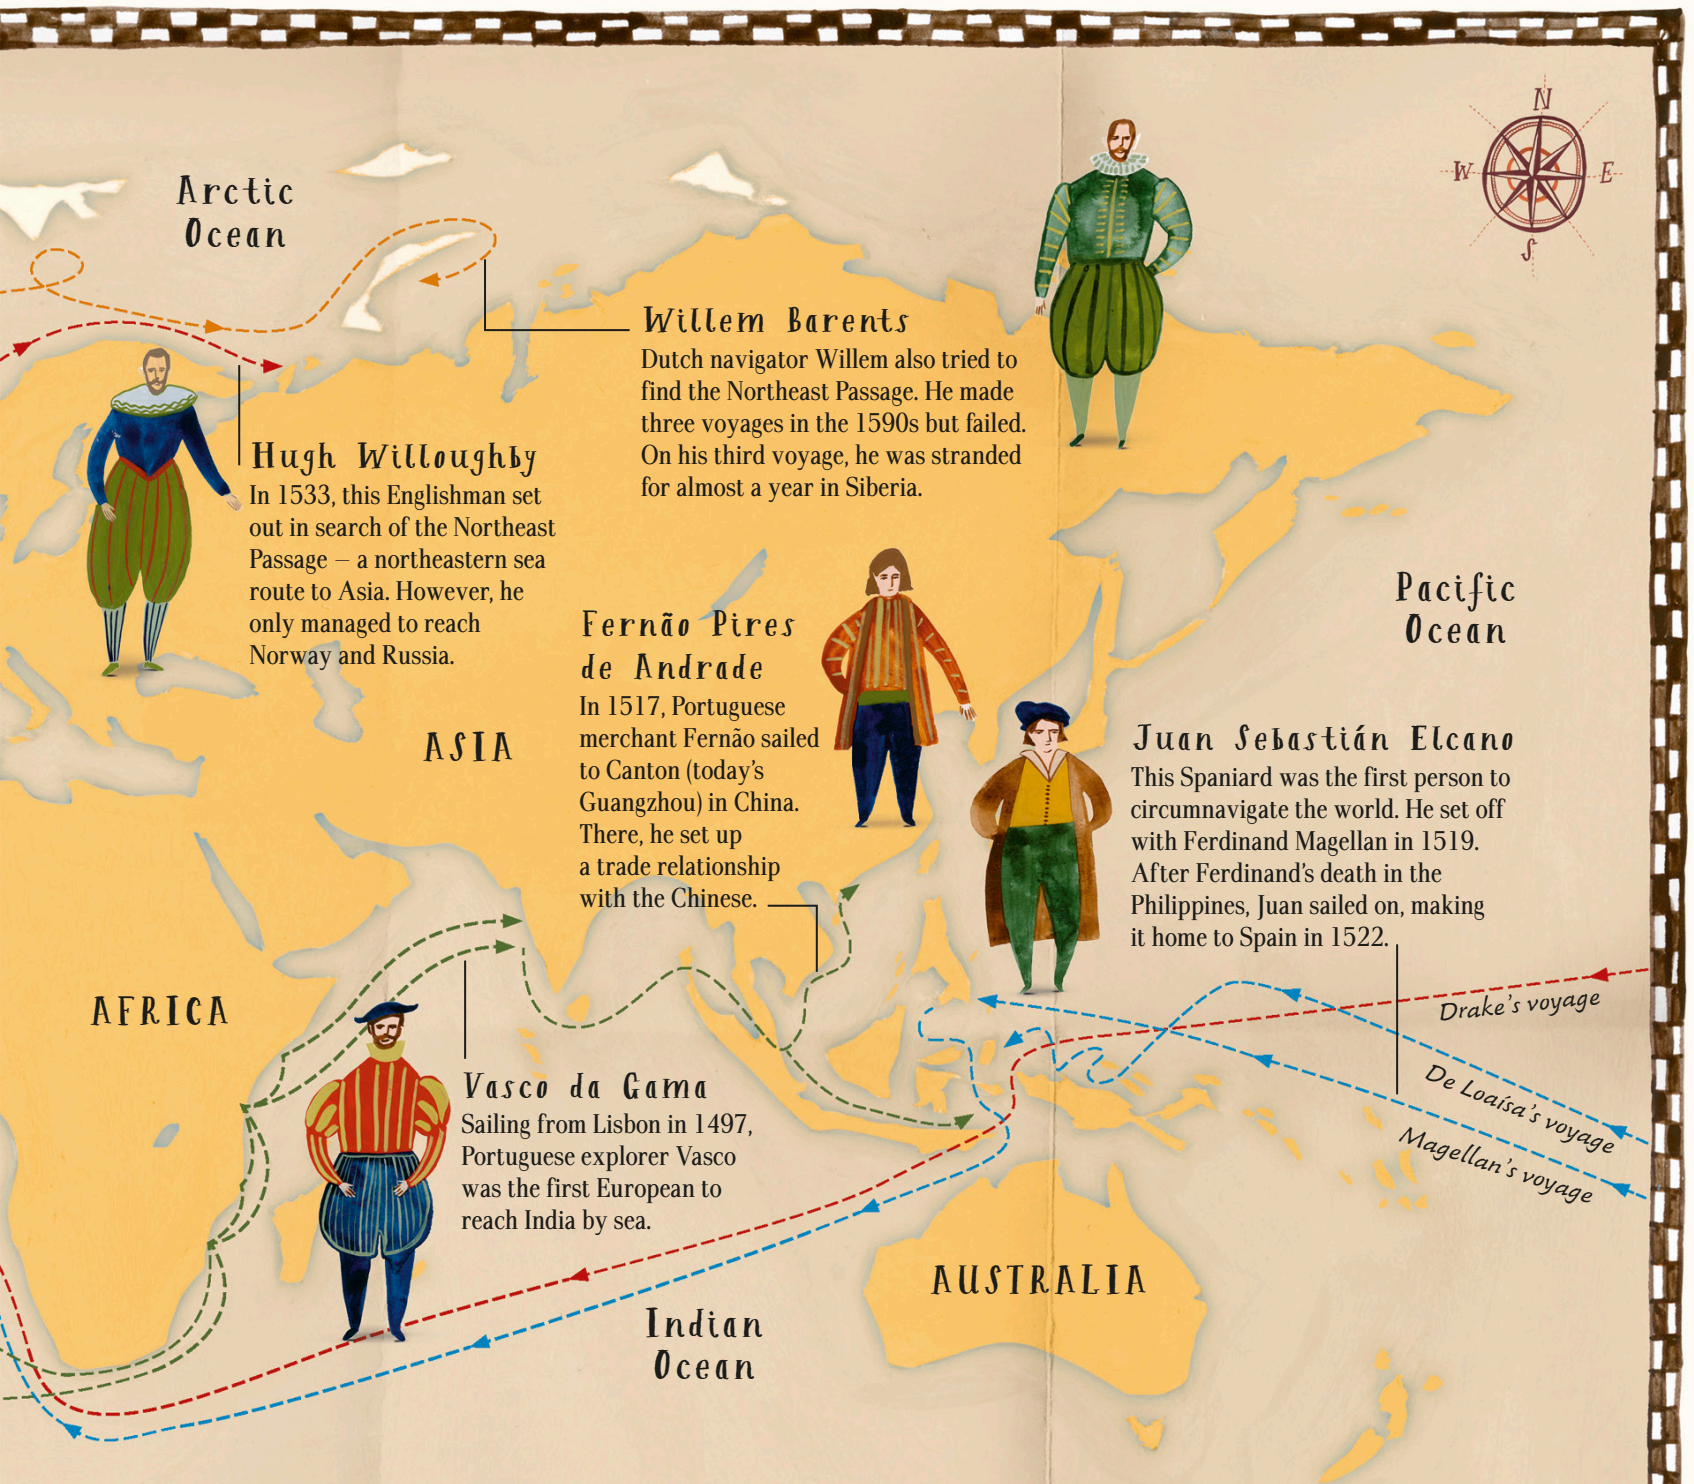 N
W
E
S
Arctic
Ocean
Willem Barents
Dutch navigator Willem also tried to
find the Northeast Passage. He made
three voyages in the 1590s but failed.
On his third voyage, he was stranded
for almost a year in Siberia.
Hugh Willoughby
In 1533, this Englishman set
out in search of the Northeast
Passage – a northeastern sea
route to Asia. However, he
only managed to reach
Norway and Russia.
Pacific
Ocean
Fernão Pires
de Andrade
In 1517, Portuguese
merchant Fernão sailed
to Canton (today's
Guangzhou) in China.
There, he set up
a trade relationship
with the Chinese.
ASIA
Juan Sebastián Elcano
This Spaniard was the first person to
circumnavigate the world. He set off
with Ferdinand Magellan in 1519.
After Ferdinand's death in the
Philippines, Juan sailed on, making
it home to Spain in 1522.
AFRICA
Drake's voyage
De Loaísa's voyage
Magellan's voyage
Vasco da Gama
Sailing from Lisbon in 1497,
Portuguese explorer Vasco
was the first European to
reach India by sea.
AUSTRALIA
Indian
Ocean